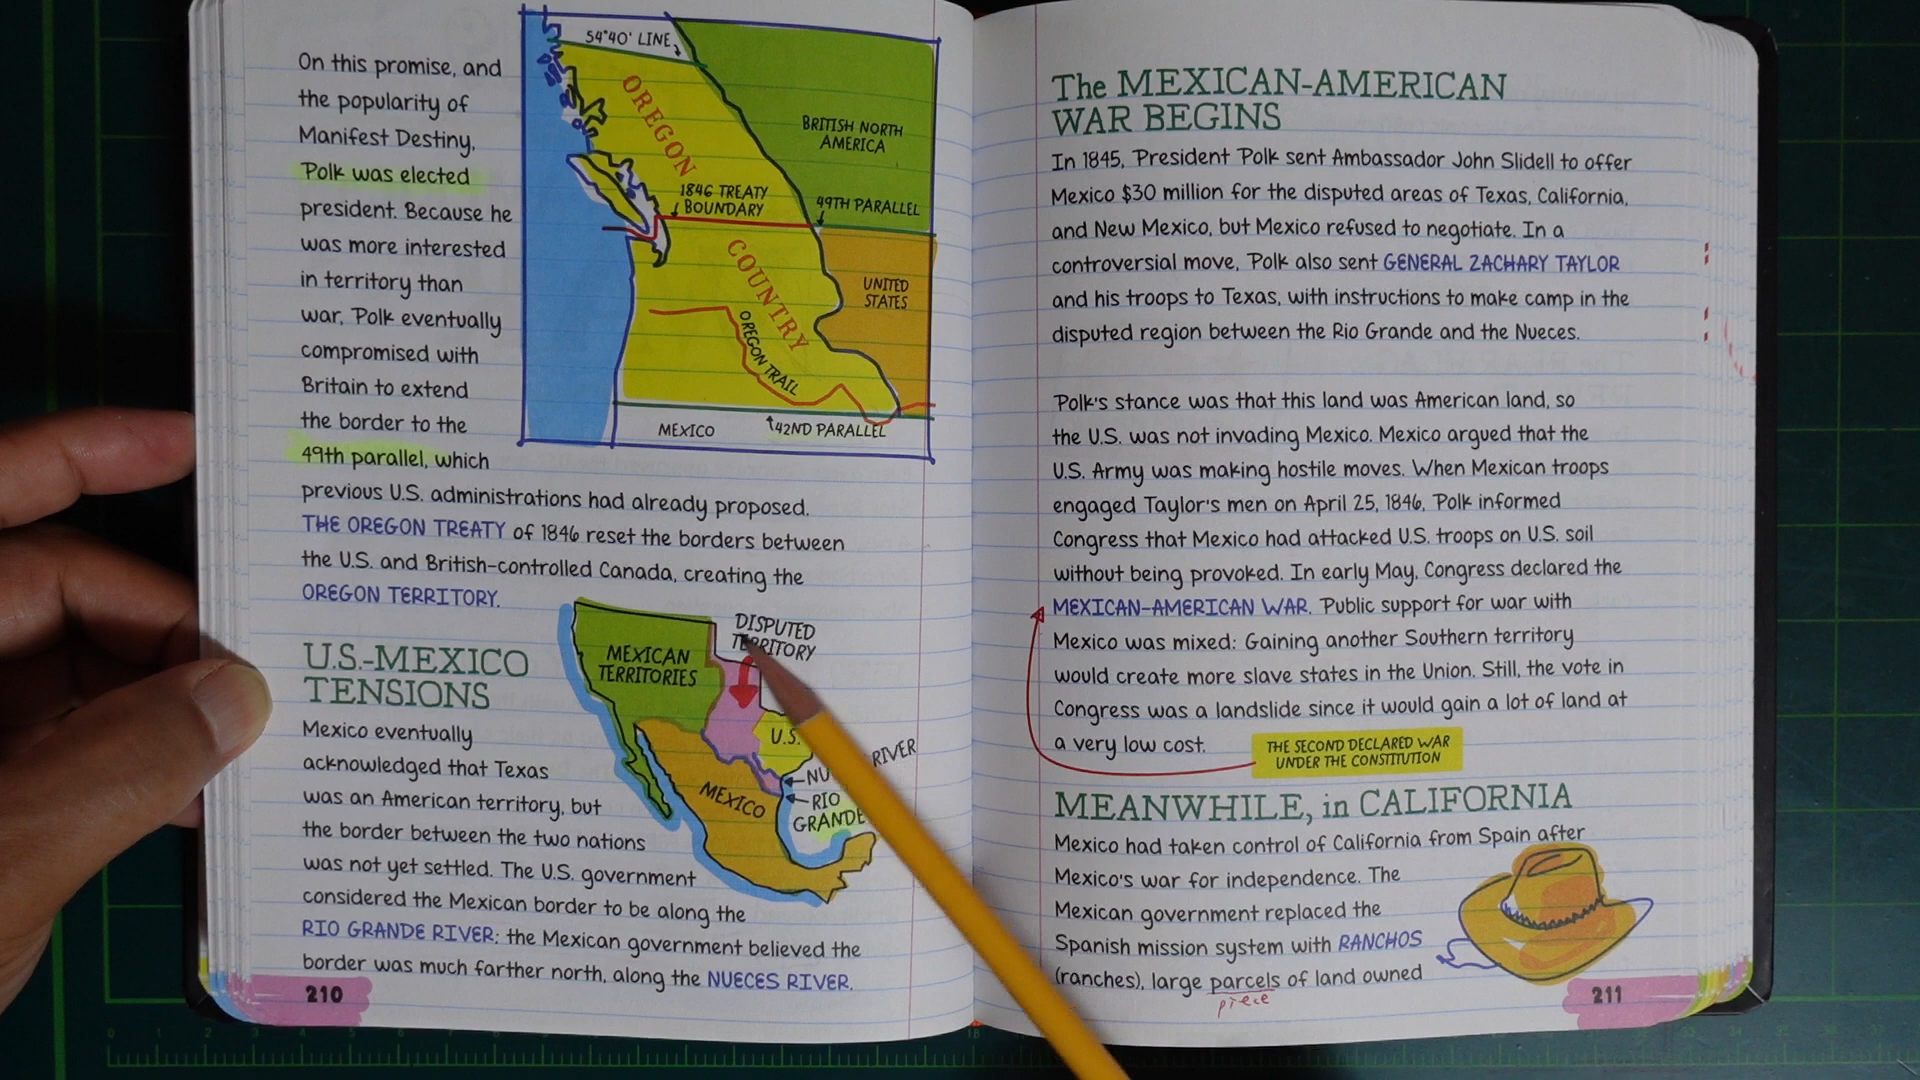 On this promise, and
the popularity of
Manifest Destiny,
Polk was elected
president. Because he
was more interested
in territory than
war, Polk eventually
compromised with
Britain to extend
the border to the
49th parallel, which
previous U.S. administrations had already proposed.
THE OREGON TREATY of 1846 reset the borders between
the U.S. and British-controlled Canada, creating the
OREGON TERRITORY.
54°40' LINE
OREGON
COUNTRY
BRITISH NORTH
AMERICA
1846 TREATY
BOUNDARY
49TH PARALLEL
UNITED
STATES
OREGON TRAIL
MEXICO
42ND PARALLEL
U.S.-MEXICO
TENSIONS
Mexico eventually
acknowledged that Texas
was an American territory, but
the border between the two nations
was not yet settled. The U.S. government
considered the Mexican border to be along the
RIO GRANDE RIVER; the Mexican government believed the
border was much farther north, along the NUECES RIVER.
DISPUTED
TERRITORY
MEXICAN
TERRITORIES
U.S.
RIVER
MEXICO
RIO
GRANDE
210
The MEXICAN-AMERICAN
WAR BEGINS
In 1845, President Polk sent Ambassador John Slidell to offer
Mexico $30 million for the disputed areas of Texas, California,
and New Mexico, but Mexico refused to negotiate. In a
controversial move, Polk also sent GENERAL ZACHARY TAYLOR
and his troops to Texas, with instructions to make camp in the
disputed region between the Rio Grande and the Nueces.
Polk's stance was that this land was American land, so
the U.S. was not invading Mexico. Mexico argued that the
U.S. Army was making hostile moves. When Mexican troops
engaged Taylor's men on April 25, 1846, Polk informed
Congress that Mexico had attacked U.S. troops on U.S. soil
without being provoked. In early May, Congress declared the
MEXICAN-AMERICAN WAR. Public support for war with
Mexico was mixed: Gaining another Southern territory
would create more slave states in the Union. Still, the vote in
Congress was a landslide since it would gain a lot of land at
a very low cost.
THE SECOND DECLARED WAR
UNDER THE CONSTITUTION
MEANWHILE, in CALIFORNIA
Mexico had taken control of California from Spain after
Mexico's war for independence. The
Mexican government replaced the
Spanish mission system with RANCHOS
(ranches), large parcels of land owned
piece
211